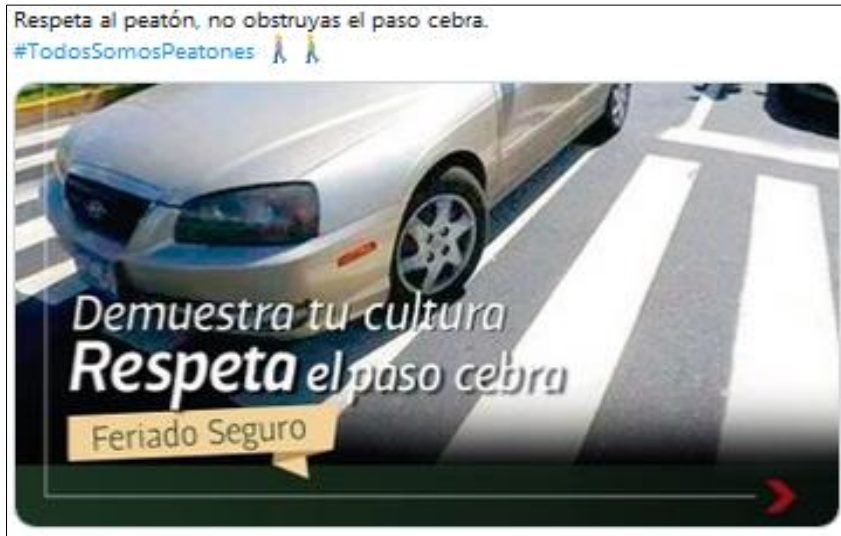 Respeta al peatón, no obstruyas el paso cebra.
#TodosSomosPeatones 🚶🚶
Demuestra tu cultura
Respeta el paso cebra
Feriado Seguro